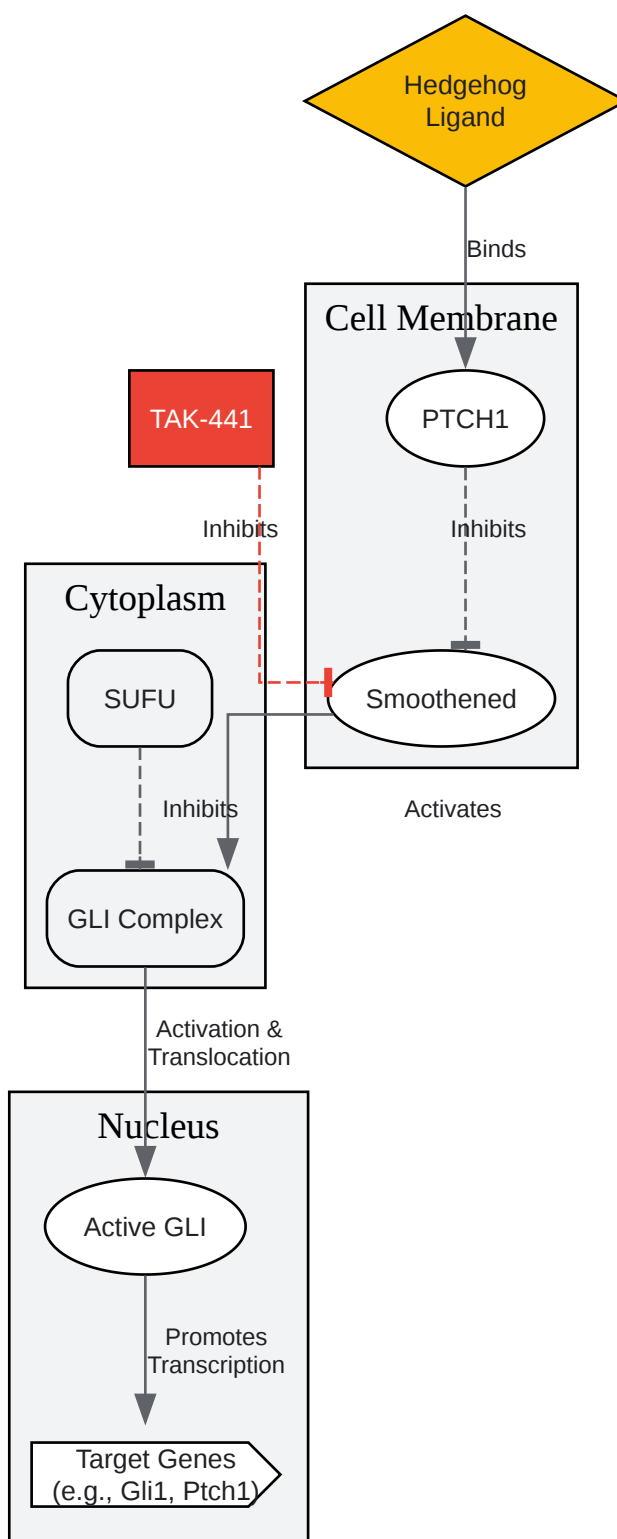 Hedgehog
Ligand
Binds
Cell Membrane
TAK-441
PTCH1
Inhibits
Inhibits
Cytoplasm
SUFU
Smoothened
Inhibits
Activates
GLI Complex
Activation &
Translocation
Nucleus
Active GLI
Promotes
Transcription
Target Genes
(e.g., Gli1, Ptch1)